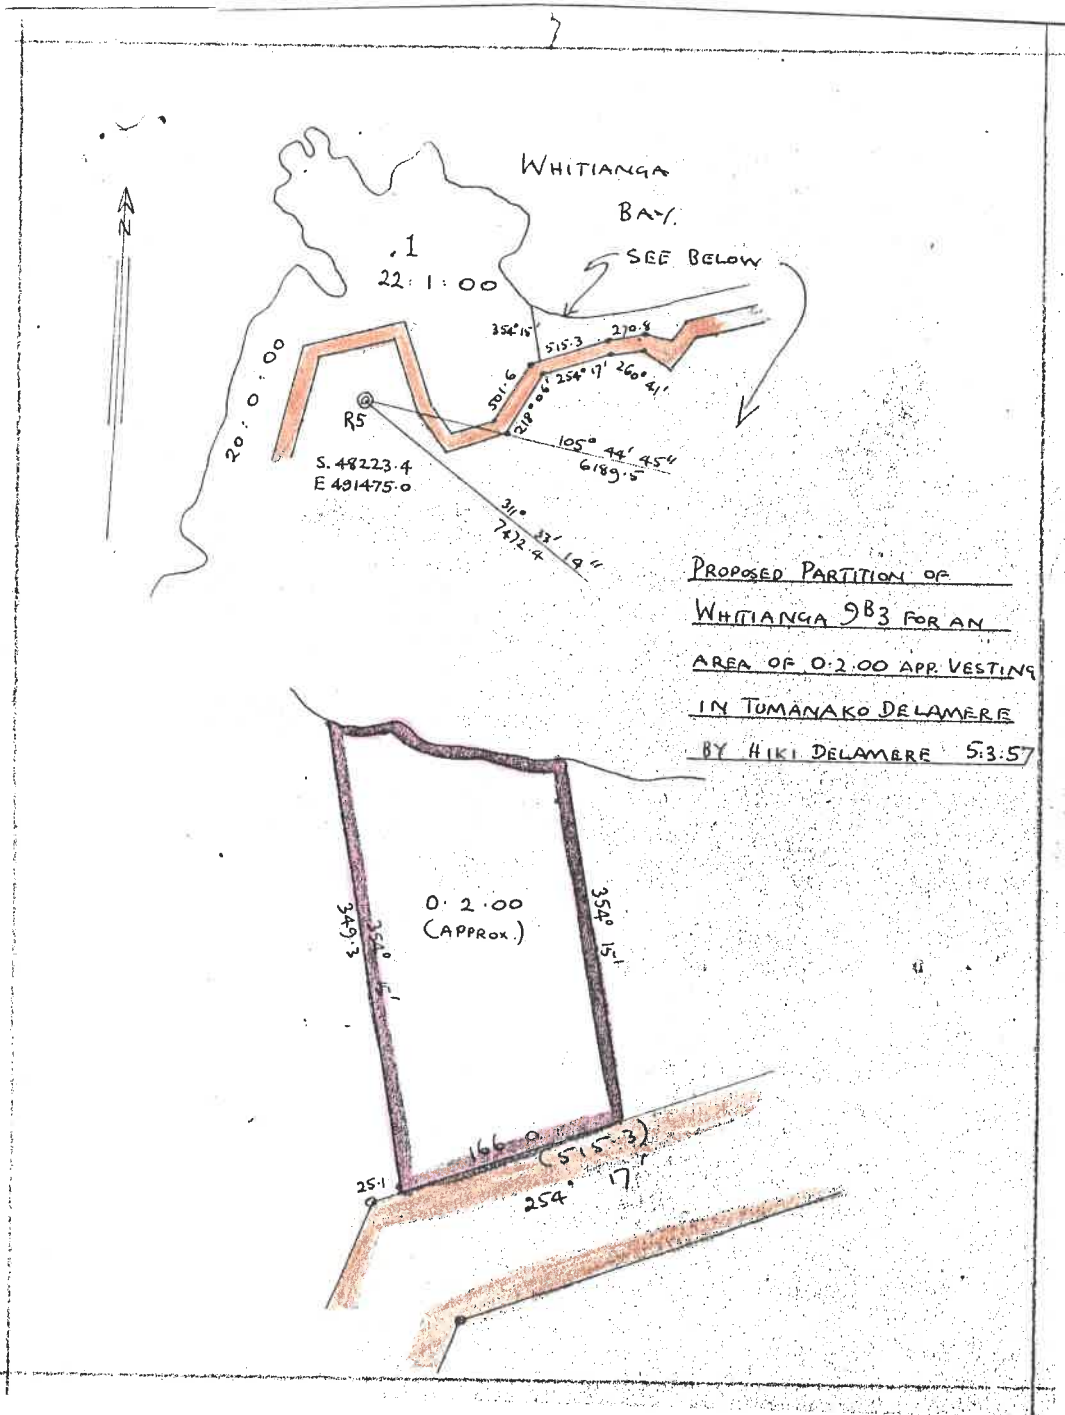 N
WHITIANGA
BAY.
SEE BELOW
.1
22:1:00
20:0:00
354° 15'
515.3
270.8
501.6
218° 06'
254° 17'
260° 41'
R5
S. 48223.4
E 491475.0
105° 44' 45"
6189.5
311° 33' 14"
7472.4
PROPOSED PARTITION OF
WHITIANGA 9B3 FOR AN
AREA OF 0.2.00 APP. VESTING
IN TUMANAKO DELAMERE
BY HIKI DELAMERE 5:3:57
0.2.00
(APPROX.)
349.3
354° 15'
354° 15'
166.0
(515.3)
25.1
254° 17'